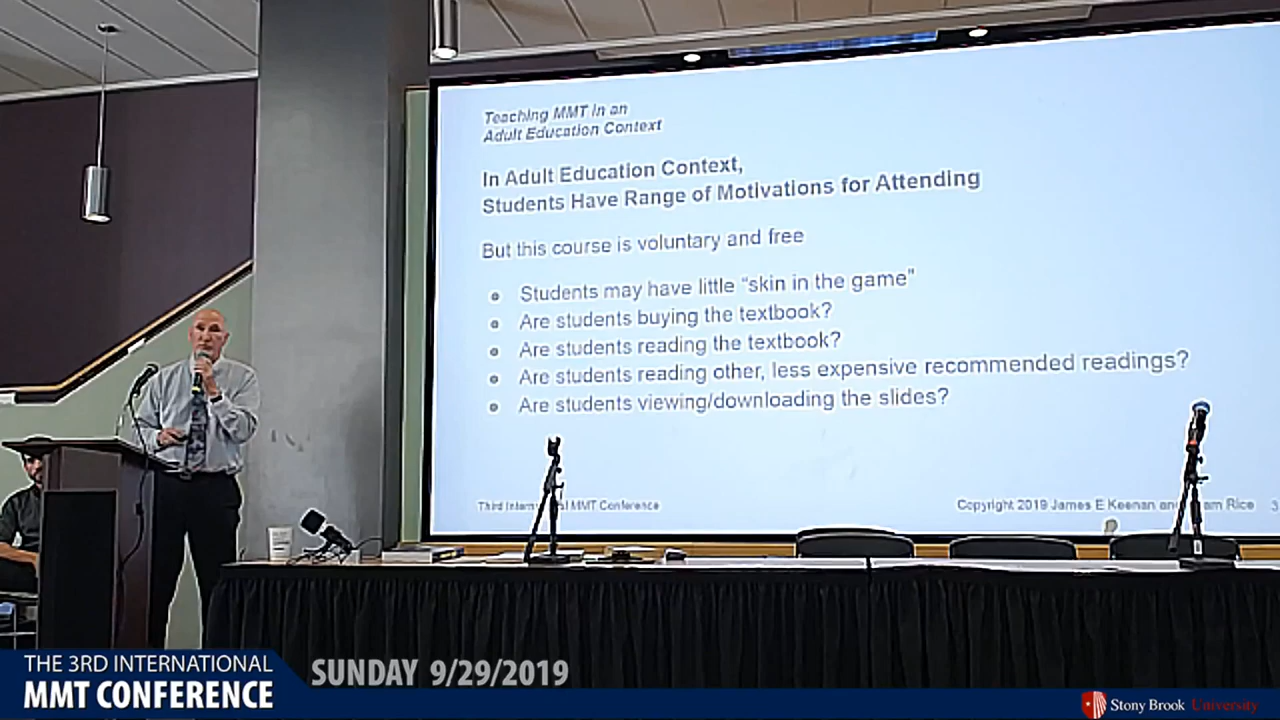 Teaching MMT in an
Adult Education Context
In Adult Education Context,
Students Have Range of Motivations for Attending
But this course is voluntary and free
Students may have little “skin in the game”
Are students buying the textbook?
Are students reading the textbook?
Are students reading other, less expensive recommended readings?
Are students viewing/downloading the slides?
Third MMT Conference
Copyright 2019 James E Keenan Rice 3
THE 3RD INTERNATIONAL
MMT CONFERENCE
SUNDAY 9/29/2019
Stony Brook University